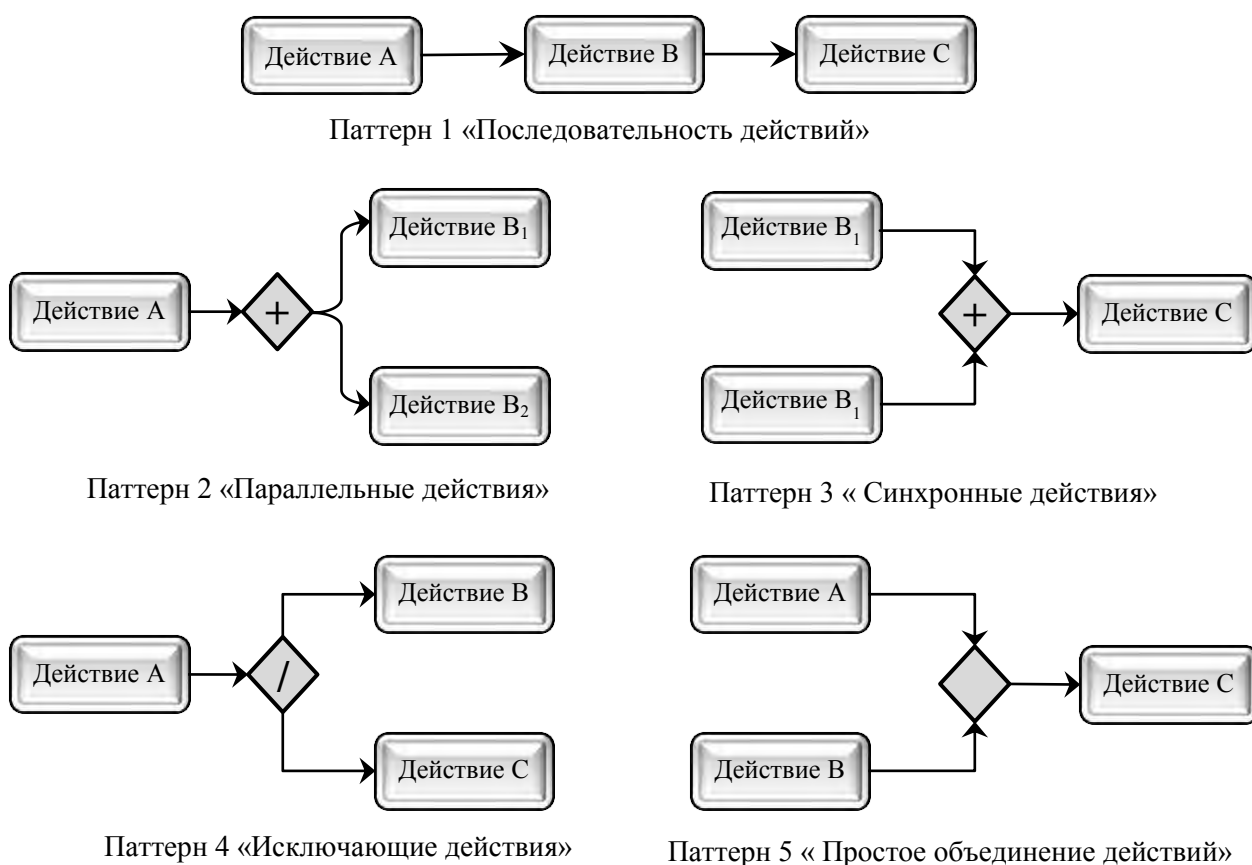 Действие A
Действие B
Действие C
Паттерн 1 «Последовательность действий»
Действие A
+
Действие B1
Действие B2
Паттерн 2 «Параллельные действия»
Действие B1
Действие B1
+
Действие C
Паттерн 3 « Синхронные действия»
Действие A
/
Действие B
Действие C
Паттерн 4 «Исключающие действия»
Действие A
Действие B
Действие C
Паттерн 5 « Простое объединение действий»